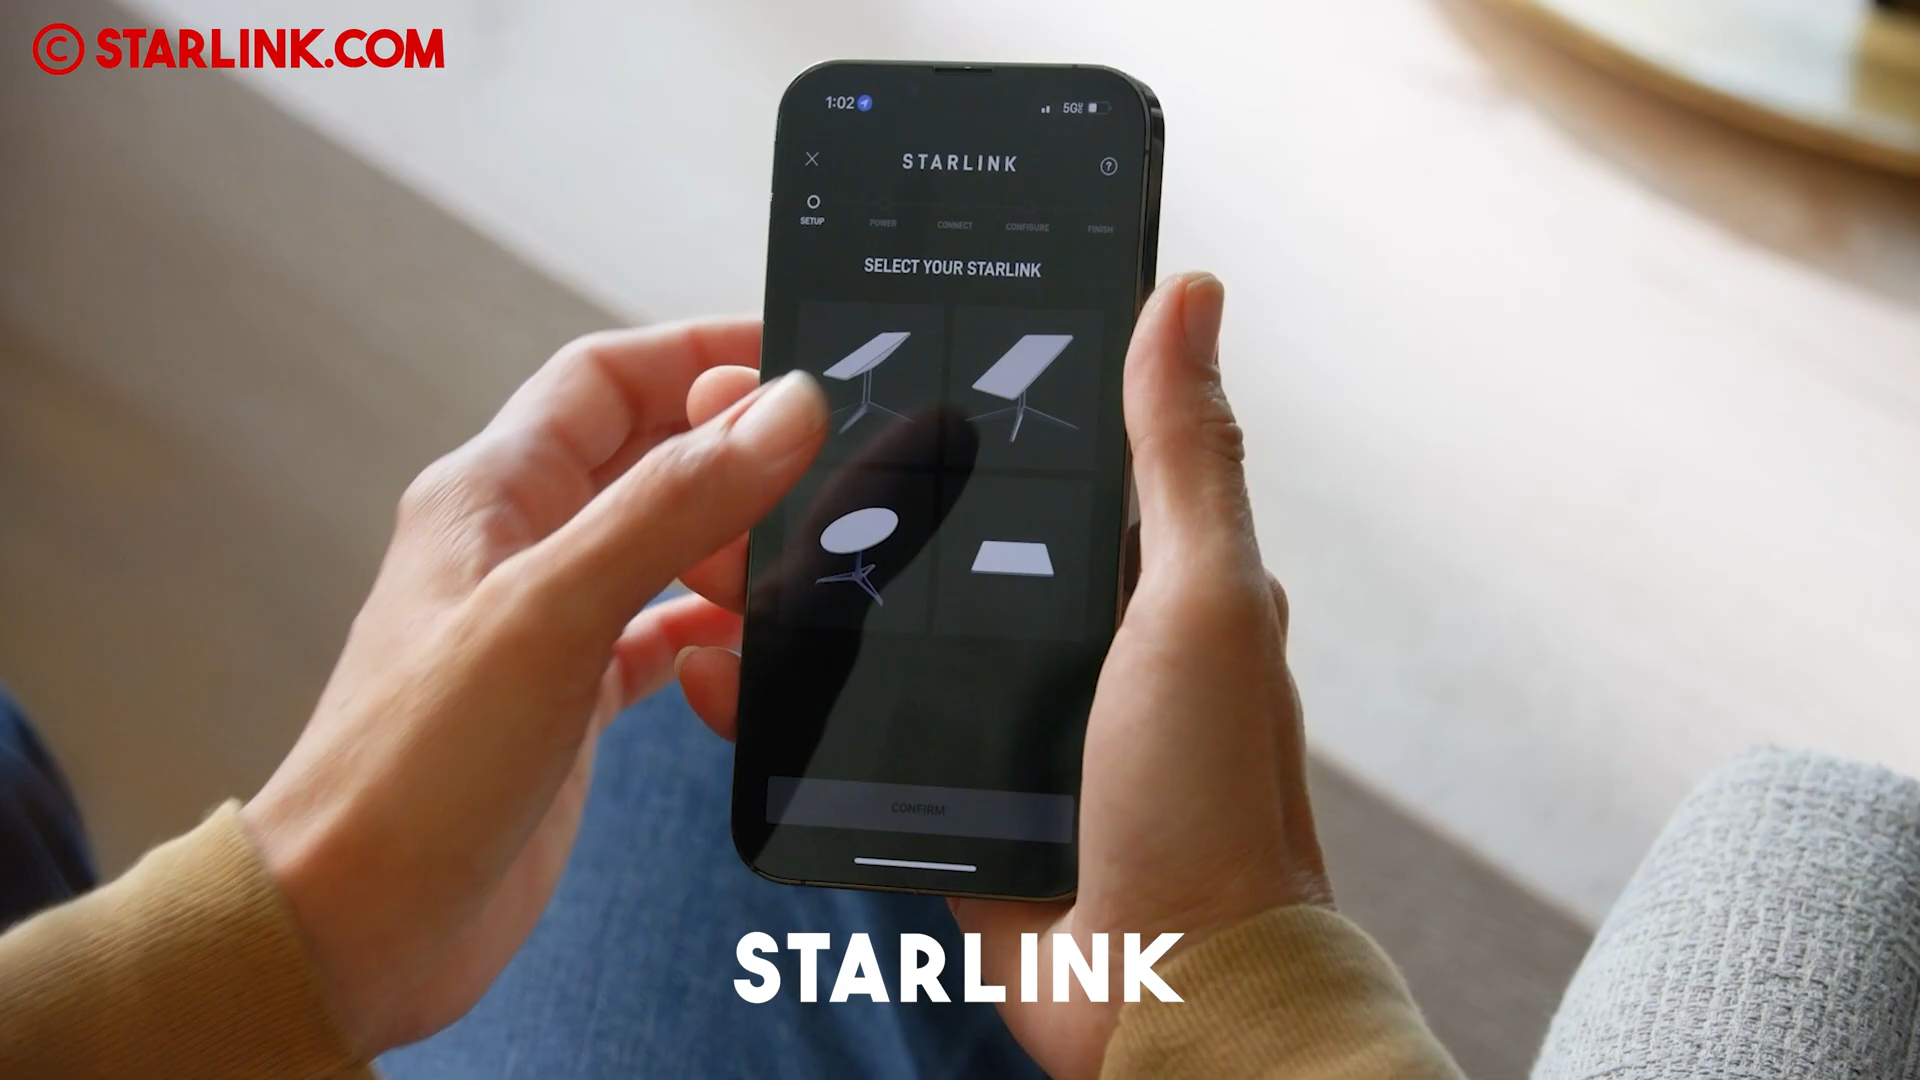 © STARLINK.COM
1:02
5G
STARLINK
?
SETUP POWER CONNECT CONFIGURE FINISH
SELECT YOUR STARLINK
CONFIRM
STARLINK